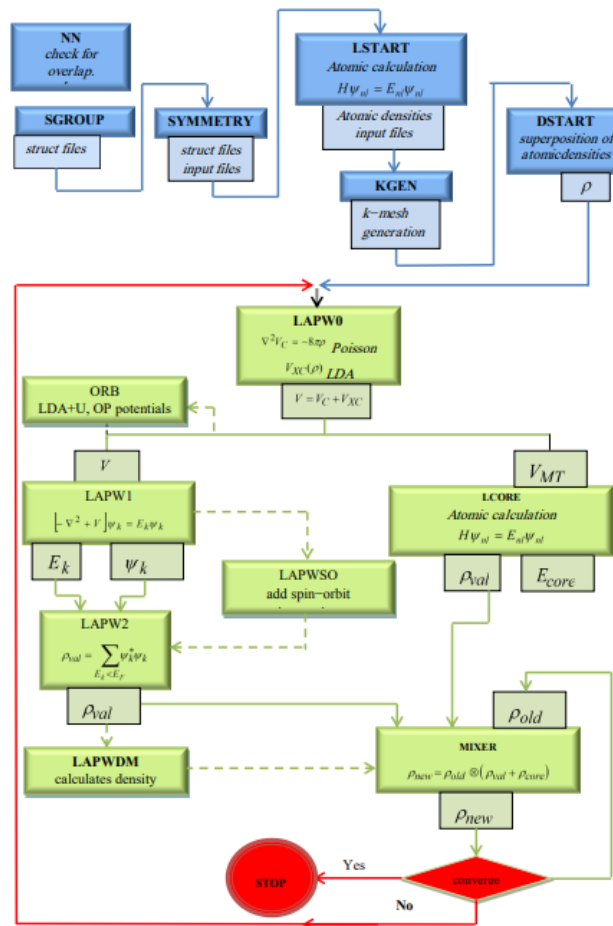 NN
check for
overlap.
SGROUP
struct files
SYMMETRY
struct files
input files
LSTART
Atomic calculation
Hψnl = Enlψnl
Atomic densities
input files
KGEN
k−mesh
generation
DSTART
superposition of
atomicdensities
ρ
LAPW0
∇²VC = −8πρ Poisson
VXC(ρ) LDA
V = VC + VXC
ORB
LDA+U, OP potentials
V
LAPW1
[−∇² + V]ψk = Ekψk
Ek
ψk
LAPWSO
add spin−orbit
LAPW2
ρval = ∑ ψk*ψk
Ek<EF
ρval
LAPWDM
calculates density
VMT
LCORE
Atomic calculation
Hψnl = Enlψnl
ρval
Ecore
ρold
MIXER
ρnew = ρold ⊗(ρval + ρcore)
ρnew
converue
Yes
STOP
No